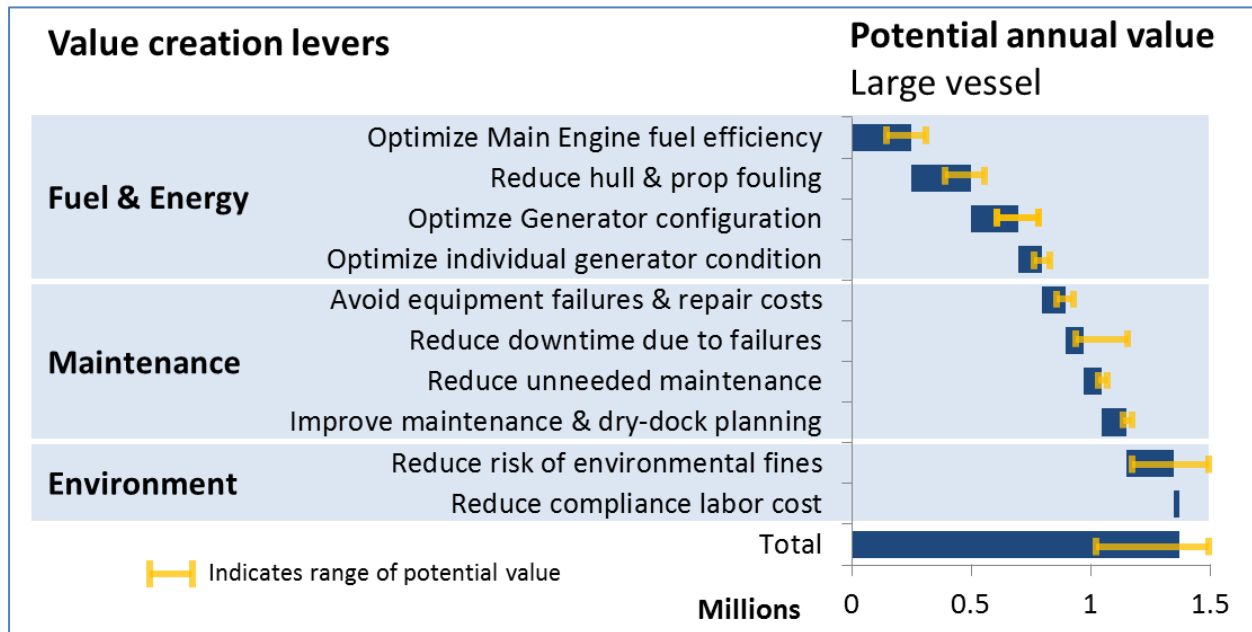 Value creation levers
Potential annual value
Large vessel
Fuel & Energy
Optimize Main Engine fuel efficiency
Reduce hull & prop fouling
Optimze Generator configuration
Optimize individual generator condition
Maintenance
Avoid equipment failures & repair costs
Reduce downtime due to failures
Reduce unneeded maintenance
Improve maintenance & dry-dock planning
Environment
Reduce risk of environmental fines
Reduce compliance labor cost
Total
Indicates range of potential value
Millions
0 0.5 1 1.5